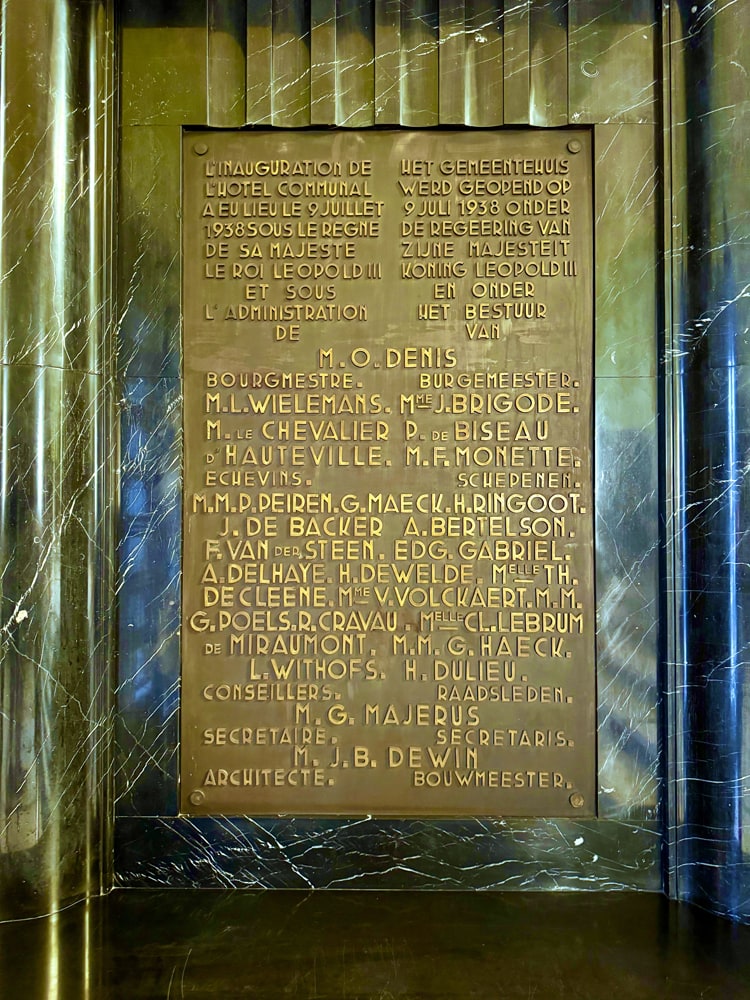 L'INAUGURATION DE
L'HOTEL COMMUNAL
A EU LIEU LE 9 JUILLET
1938 SOUS LE REGNE
DE SA MAJESTE
LE ROI LEOPOLD III
ET SOUS
L'ADMINISTRATION
DE
HET GEMEENTEHUIS
WERD GEOPEND OP
9 JULI 1938 ONDER
DE REGEERING VAN
ZIJNE MAJESTEIT
KONING LEOPOLD III
EN ONDER
HET BESTUUR
VAN
M.O.DENIS
BOURGMESTRE. BURGEMEESTER.
M.L.WIELEMANS. MME J.BRIGODE.
M. LE CHEVALIER P. DE BISEAU
D'HAUTEVILLE. M.F.MONETTE.
ECHEVINS. SCHEPENEN.
M.M.P.PEIREN.G.MAECK.H.RINGOOT.
J. DE BACKER A.BERTELSON.
F. VAN DER STEEN. EDG. GABRIEL.
A.DELHAYE. H.DEWELDE. MELLE TH.
DECLEENE. MME V.VOLCKAERT. M.M.
G.POELS.R.CRAVAU. MELLE CL.LEBRUM
DE MIRAUMONT. M.M. G. HAECK.
L.WITHOFS. H. DULIEU.
CONSEILLERS. RAADSLEDEN.
M. G. MAJERUS
SECRETAIRE. SECRETARIS.
M. J.B. DEWIN
ARCHITECTE. BOUWMEESTER.